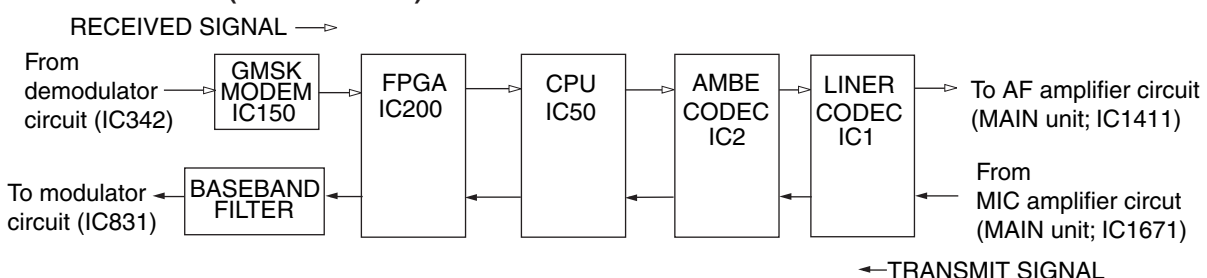 RECEIVED SIGNAL
From
demodulator
circuit (IC342)
GMSK
MODEM
IC150
FPGA
IC200
CPU
IC50
AMBE
CODEC
IC2
LINER
CODEC
IC1
To AF amplifier circuit
(MAIN unit; IC1411)
To modulator
circuit (IC831)
BASEBAND
FILTER
From
MIC amplifier circut
(MAIN unit; IC1671)
TRANSMIT SIGNAL